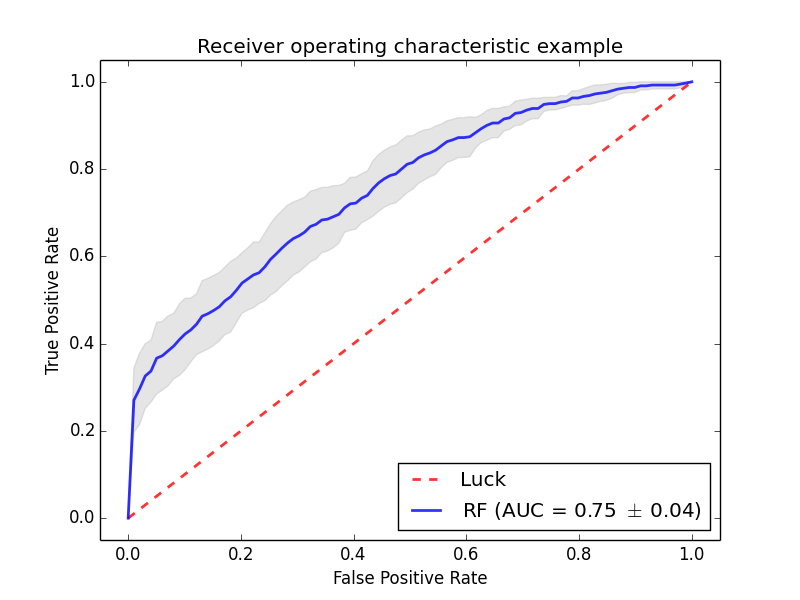 Receiver operating characteristic example
True Positive Rate
1.0
0.8
0.6
0.4
0.2
0.0
Luck
RF (AUC = 0.75 ± 0.04)
0.0 0.2 0.4 0.6 0.8 1.0
False Positive Rate